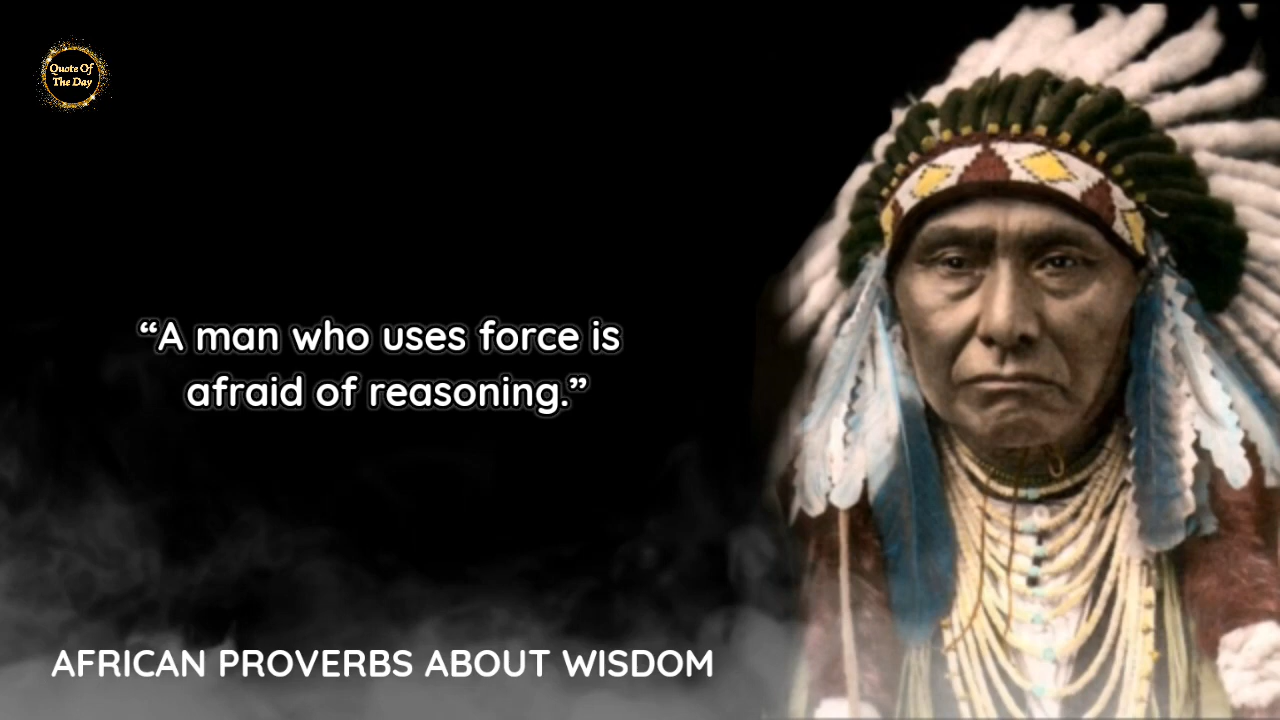 Quote Of
The Day
“A man who uses force is
afraid of reasoning.”
AFRICAN PROVERBS ABOUT WISDOM